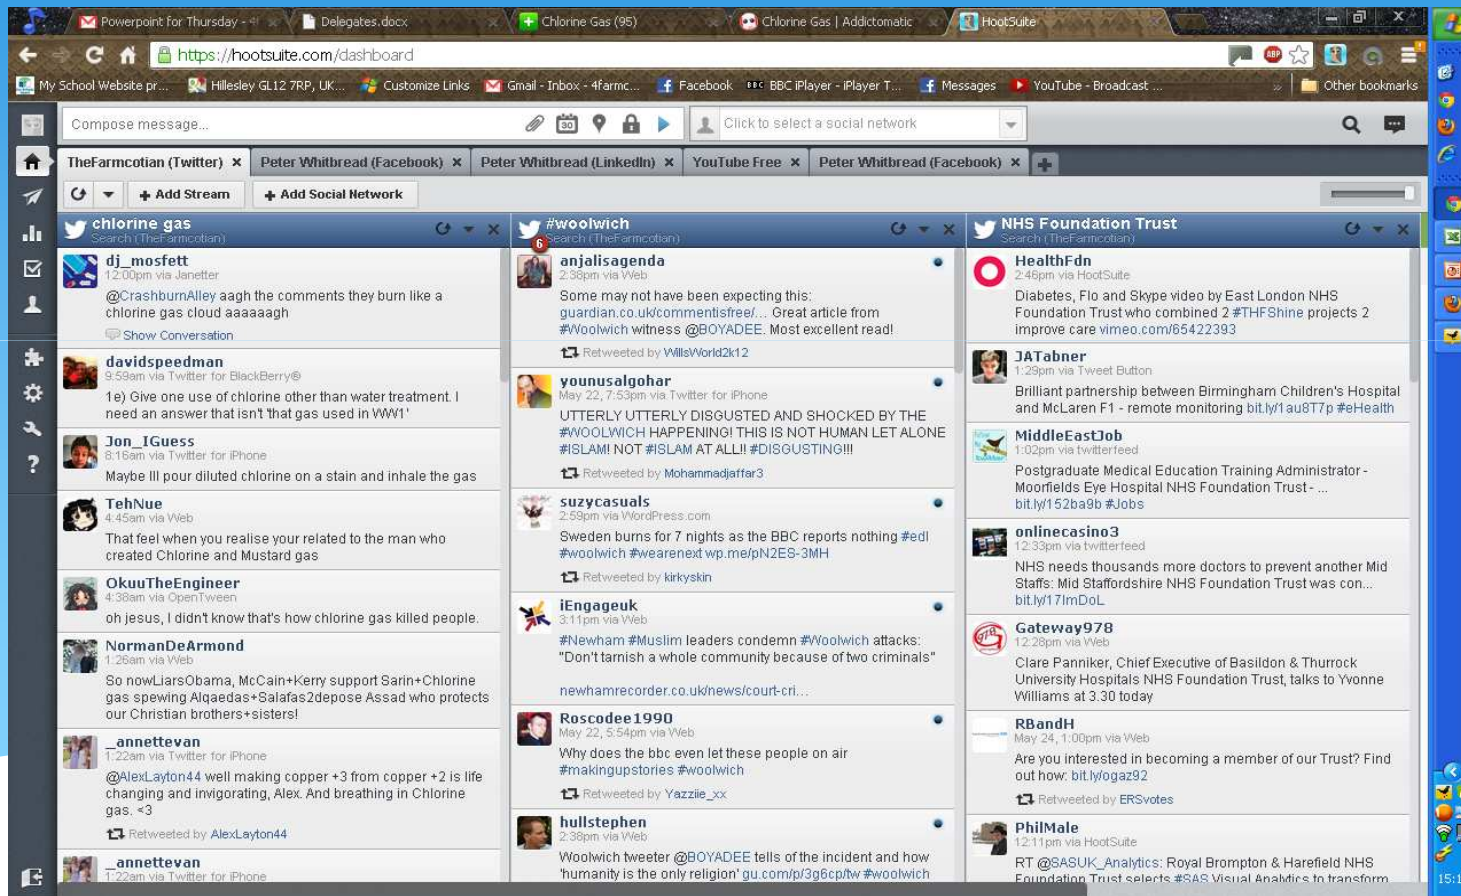 Powerpoint for Thursday - 4f
Delegates.docx
Chlorine Gas (95)
Chlorine Gas | Addictomatic
HootSuite
https://hootsuite.com/dashboard
ABP
My School Website pr...
Hillesley GL12 7RP, UK...
Customize Links
Gmail - Inbox - 4farmc...
Facebook
BBC BBC iPlayer - iPlayer T...
Messages
YouTube - Broadcast ...
»
Other bookmarks
Compose message...
30
Click to select a social network
TheFarmcotian (Twitter) ×
Peter Whitbread (Facebook) ×
Peter Whitbread (LinkedIn) ×
YouTube Free ×
Peter Whitbread (Facebook) ×
+ Add Stream
+ Add Social Network
chlorine gas
Search (TheFarmcotian)
dj_mosfett
12:00pm via Janetter
@CrashburnAlley aagh the comments they burn like a
chlorine gas cloud aaaaaagh
Show Conversation
davidspeedman
9:59am via Twitter for BlackBerry®
1e) Give one use of chlorine other than water treatment. I
need an answer that isn't 'that gas used in WW1'
Jon_IGuess
8:16am via Twitter for iPhone
Maybe Ill pour diluted chlorine on a stain and inhale the gas
TehNue
4:45am via Web
That feel when you realise your related to the man who
created Chlorine and Mustard gas
OkuuTheEngineer
4:38am via OpenTween
oh jesus, I didn't know that's how chlorine gas killed people.
NormanDeArmond
1:26am via Web
So nowLiarsObama, McCain+Kerry support Sarin+Chlorine
gas spewing Alqaedas+Salafas2depose Assad who protects
our Christian brothers+sisters!
_annettevan
1:22am via Twitter for iPhone
@AlexLayton44 well making copper +3 from copper +2 is life
changing and invigorating, Alex. And breathing in Chlorine
gas. <3
Retweeted by AlexLayton44
_annettevan
1:22am via Twitter for iPhone
#woolwich
6
Search (TheFarmcotian)
anjalisagenda
2:38pm via Web
Some may not have been expecting this:
guardian.co.uk/commentisfree/... Great article from
#Woolwich witness @BOYADEE. Most excellent read!
Retweeted by WillsWorld2k12
younusalgohar
May 22, 7:53pm via Twitter for iPhone
UTTERLY UTTERLY DISGUSTED AND SHOCKED BY THE
#WOOLWICH HAPPENING! THIS IS NOT HUMAN LET ALONE
#ISLAM! NOT #ISLAM AT ALL!! #DISGUSTING!!!
Retweeted by Mohammadjaffar3
suzycasuals
2:59pm via WordPress.com
Sweden burns for 7 nights as the BBC reports nothing #edl
#woolwich #wearenext wp.me/pN2ES-3MH
Retweeted by kirkyskin
iEngageuk
3:11pm via Web
#Newham #Muslim leaders condemn #Woolwich attacks:
"Don't tarnish a whole community because of two criminals"
newhamrecorder.co.uk/news/court-cri...
Roscodee1990
May 22, 5:54pm via Web
Why does the bbc even let these people on air
#makingupstories #woolwich
Retweeted by Yazziie_xx
hullstephen
2:38pm via Web
Woolwich tweeter @BOYADEE tells of the incident and how
'humanity is the only religion' gu.com/p/3g6cp/tw #woolwich
NHS Foundation Trust
Search (TheFarmcotian)
HealthFdn
2:46pm via HootSuite
Diabetes, Flo and Skype video by East London NHS
Foundation Trust who combined 2 #THFShine projects 2
improve care vimeo.com/65422393
JATabner
1:29pm via Tweet Button
Brilliant partnership between Birmingham Children's Hospital
and McLaren F1 - remote monitoring bit.ly/1au8T7p #eHealth
MiddleEastJob
1:02pm via twitterfeed
Postgraduate Medical Education Training Administrator -
Moorfields Eye Hospital NHS Foundation Trust - ...
bit.ly/152ba9b #Jobs
onlinecasino3
12:33pm via twitterfeed
NHS needs thousands more doctors to prevent another Mid
Staffs: Mid Staffordshire NHS Foundation Trust was con...
bit.ly/17lmDoL
Gateway978
12:28pm via Web
Clare Panniker, Chief Executive of Basildon & Thurrock
University Hospitals NHS Foundation Trust, talks to Yvonne
Williams at 3.30 today
RBandH
May 24, 1:00pm via Web
Are you interested in becoming a member of our Trust? Find
out how: bit.ly/ogaz92
Retweeted by ERSvotes
PhilMale
12:11pm via HootSuite
RT @SASUK_Analytics: Royal Brompton & Harefield NHS
Foundation Trust selects #SAS Visual Analytics to transform